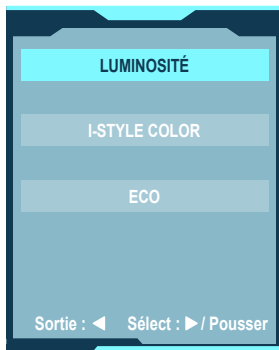 LUMINOSITÉ
I-STYLE COLOR
ECO
Sortie : ◀ Sélect : ▶ / Pousser